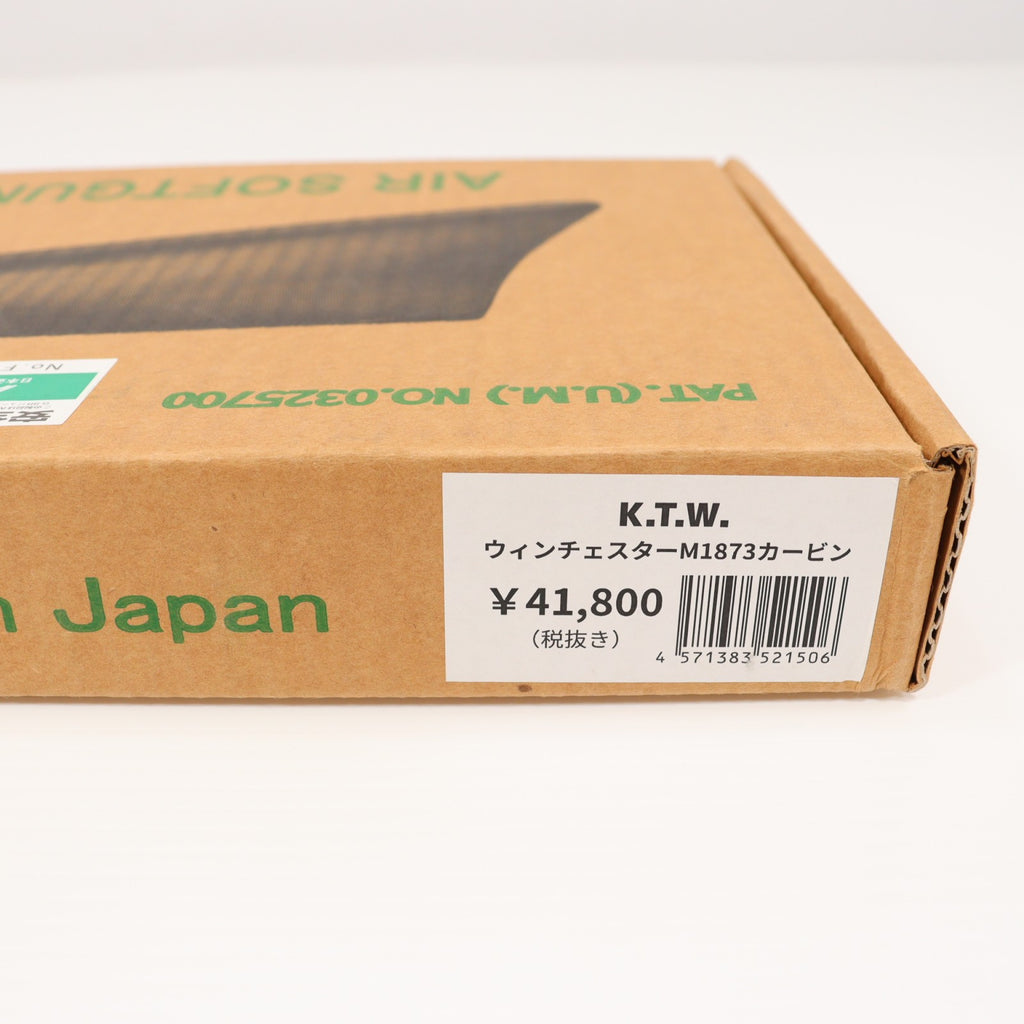 AIR SOFTGUN
PAT.(U.M.) NO.0325700
No. F
K.T.W.
ウィンチェスターM1873カービン
¥41,800
(税抜き)
4 571383 521506
n Japan